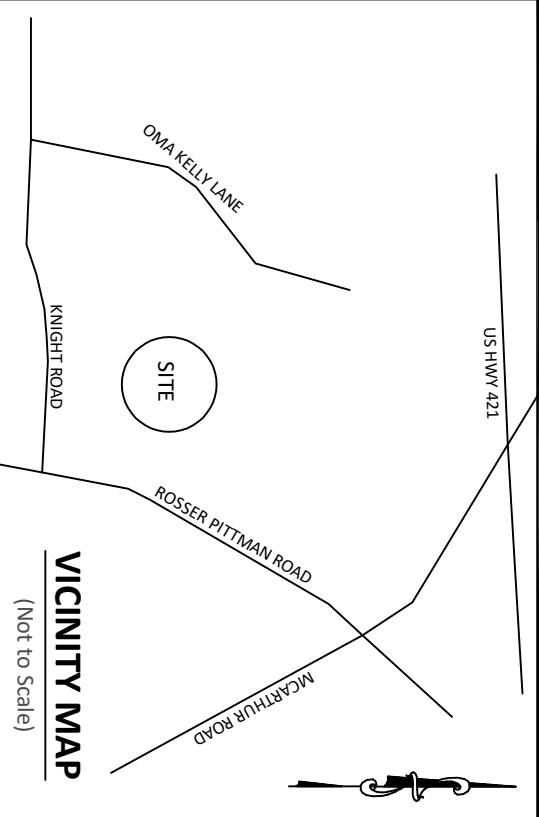 US HWY 421
OMA KELLY LANE
SITE
KNIGHT ROAD
ROSSER PITTMAN ROAD
MCARTHUR ROAD
VICINITY MAP
(Not to Scale)